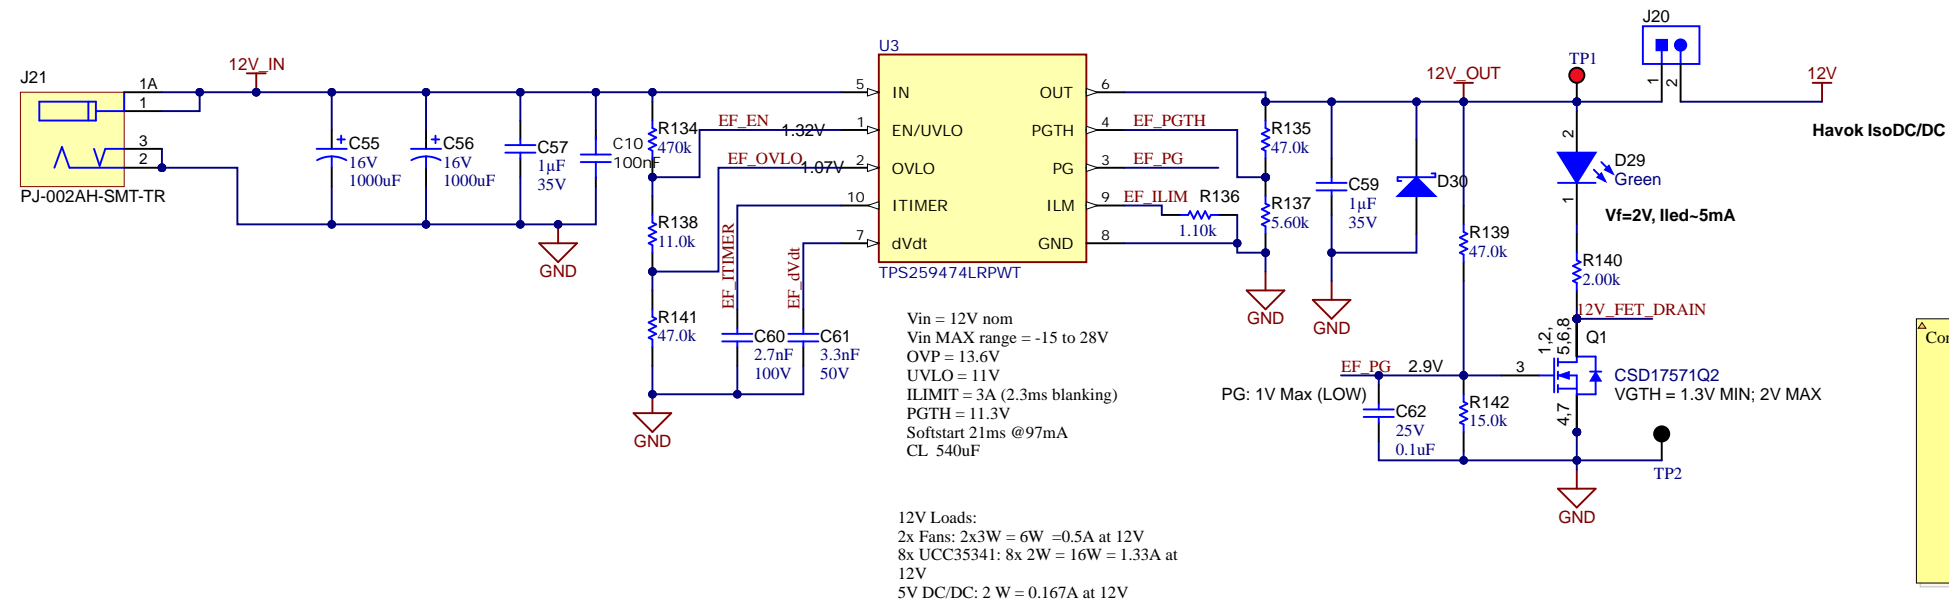 J21
1A
1
3
2
PJ-002AH-SMT-TR
12V_IN
C55
16V
1000uF
C56
16V
1000uF
C57
1µF
35V
C10
100nF
GND
R134
470k
R138
11.0k
R141
47.0k
GND
EF_EN
1.32V
EF_OVLO
1.07V
EF_ITIMER
EF_dVdt
C60
2.7nF
100V
C61
3.3nF
50V
U3
5
IN
1
EN/UVLO
2
OVLO
10
ITIMER
7
dVdt
OUT
6
PGTH
4
PG
3
ILM
9
GND
8
TPS259474LRPWT
EF_PGTH
EF_PG
EF_ILIM
R136
1.10k
R135
47.0k
R137
5.60k
GND
C59
1µF
35V
GND
D30
12V_OUT
R139
47.0k
TP1
2
D29
Green
1
Vf=2V, Iled~5mA
R140
2.00k
12V_FET_DRAIN
J20
1
2
12V
Havok IsoDC/DC
1,2,
5,6,8
Q1
3
4,7
CSD17571Q2
VGTH = 1.3V MIN; 2V MAX
EF_PG
2.9V
PG: 1V Max (LOW)
C62
25V
0.1uF
R142
15.0k
TP2
GND
Vin = 12V nom
Vin MAX range = -15 to 28V
OVP = 13.6V
UVLO = 11V
ILIMIT = 3A (2.3ms blanking)
PGTH = 11.3V
Softstart 21ms @97mA
CL 540uF
12V Loads:
2x Fans: 2x3W = 6W =0.5A at 12V
8x UCC35341: 8x 2W = 16W = 1.33A at
12V
5V DC/DC: 2 W = 0.167A at 12V